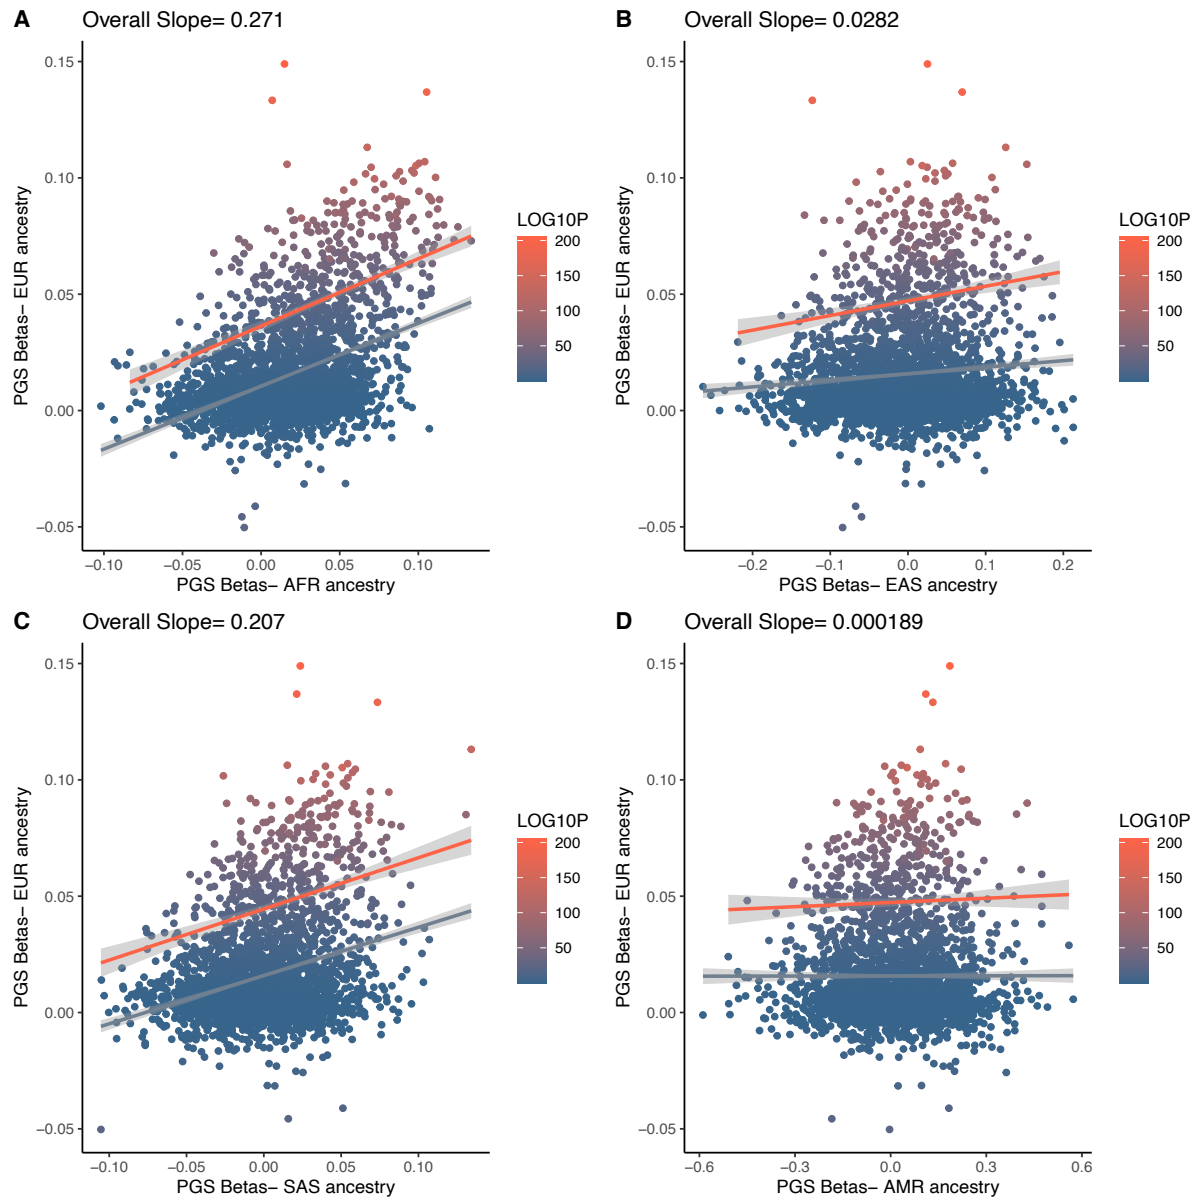 A
Overall Slope= 0.271
0.15
0.10
0.05
0.00
−0.05
PGS Betas− EUR ancestry
−0.10
−0.05
0.00
0.05
0.10
PGS Betas− AFR ancestry
LOG10P
200
150
100
50
B
Overall Slope= 0.0282
0.15
0.10
0.05
0.00
−0.05
PGS Betas− EUR ancestry
−0.2
−0.1
0.0
0.1
0.2
PGS Betas− EAS ancestry
LOG10P
200
150
100
50
C
Overall Slope= 0.207
0.15
0.10
0.05
0.00
−0.05
PGS Betas− EUR ancestry
−0.10
−0.05
0.00
0.05
0.10
PGS Betas− SAS ancestry
LOG10P
200
150
100
50
D
Overall Slope= 0.000189
0.15
0.10
0.05
0.00
−0.05
PGS Betas− EUR ancestry
−0.6
−0.3
0.0
0.3
0.6
PGS Betas− AMR ancestry
LOG10P
200
150
100
50